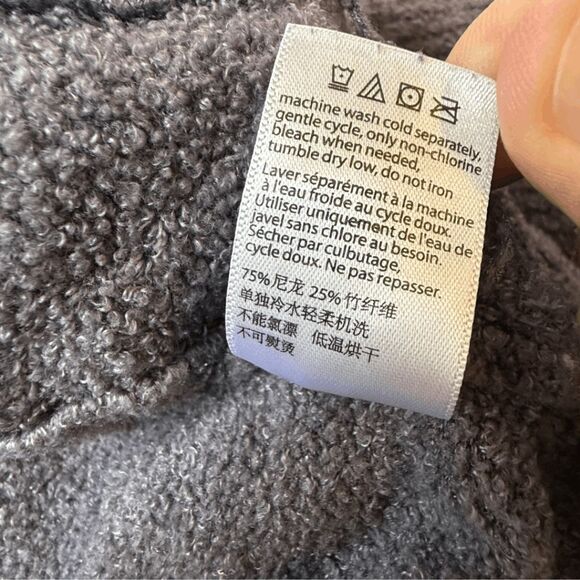 machine wash cold separately,
gentle cycle, only non-chlorine
bleach when needed,
tumble dry low, do not iron
Laver séparément à la machine
à l'eau froide au cycle doux.
Utiliser uniquement de l'eau de
javel sans chlore au besoin.
Sécher par culbutage,
cycle doux. Ne pas repasser.
75%尼龙 25%竹纤维
单独冷水轻柔机洗
不能氯漂 低温烘干
不可熨烫